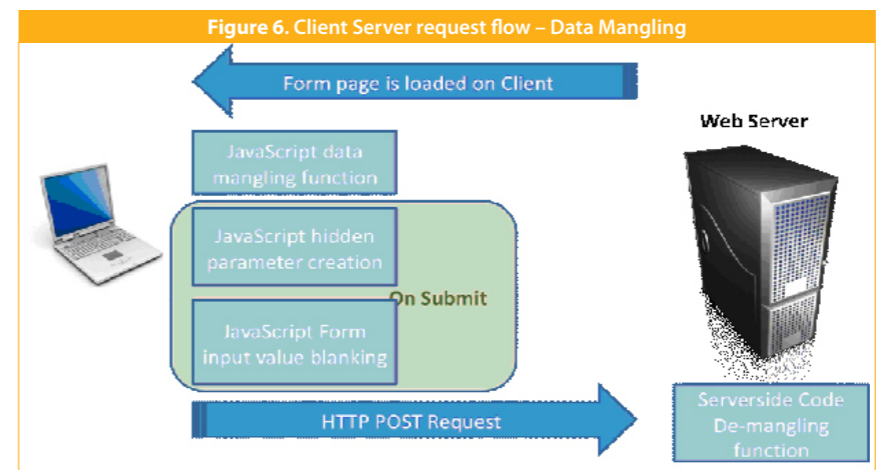 Figure 6. Client Server request flow – Data Mangling
Form page is loaded on Client
Web Server
JavaScript data
mangling function
JavaScript hidden
parameter creation
On Submit
JavaScript Form
input value blanking
HTTP POST Request
Serverside Code
De-mangling
function